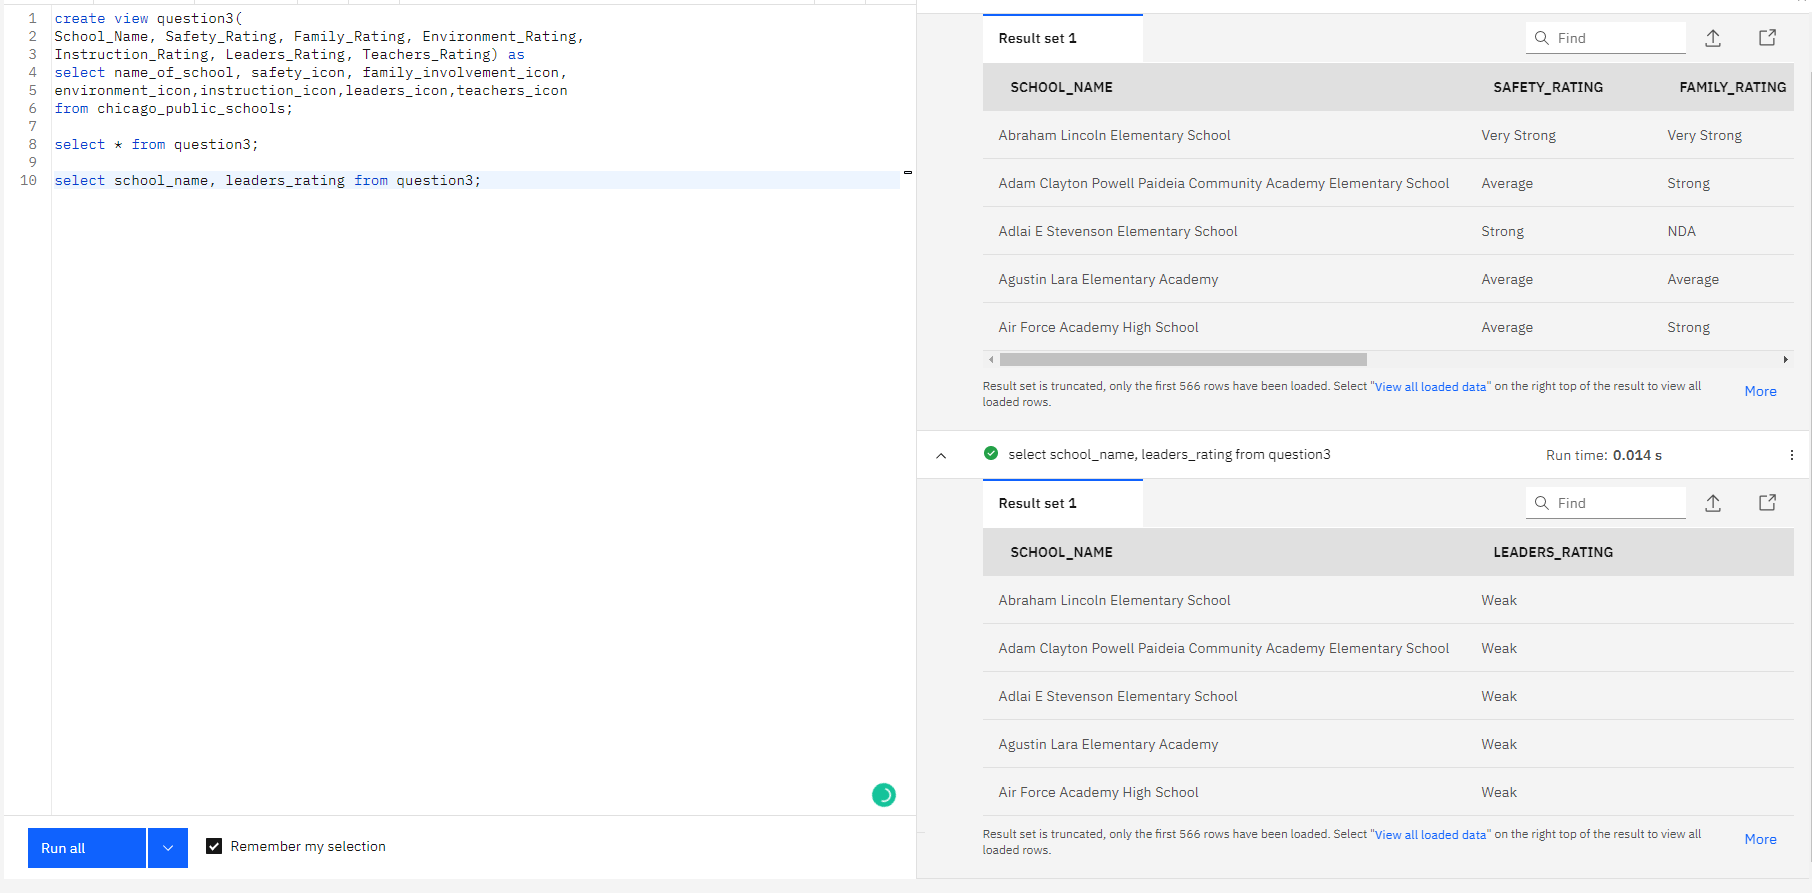 1 create view question3(
2 School_Name, Safety_Rating, Family_Rating, Environment_Rating,
3 Instruction_Rating, Leaders_Rating, Teachers_Rating) as
4 select name_of_school, safety_icon, family_involvement_icon,
5 environment_icon,instruction_icon,leaders_icon,teachers_icon
6 from chicago_public_schools;
7
8 select * from question3;
9
10 select school_name, leaders_rating from question3;
Run all
Remember my selection
Result set 1
Find
SCHOOL_NAME SAFETY_RATING FAMILY_RATING
Abraham Lincoln Elementary School Very Strong Very Strong
Adam Clayton Powell Paideia Community Academy Elementary School Average Strong
Adlai E Stevenson Elementary School Strong NDA
Agustin Lara Elementary Academy Average Average
Air Force Academy High School Average Strong
Result set is truncated, only the first 566 rows have been loaded. Select "View all loaded data" on the right top of the result to view all
loaded rows.
More
select school_name, leaders_rating from question3 Run time: 0.014 s
Result set 1
Find
SCHOOL_NAME LEADERS_RATING
Abraham Lincoln Elementary School Weak
Adam Clayton Powell Paideia Community Academy Elementary School Weak
Adlai E Stevenson Elementary School Weak
Agustin Lara Elementary Academy Weak
Air Force Academy High School Weak
Result set is truncated, only the first 566 rows have been loaded. Select "View all loaded data" on the right top of the result to view all
loaded rows.
More